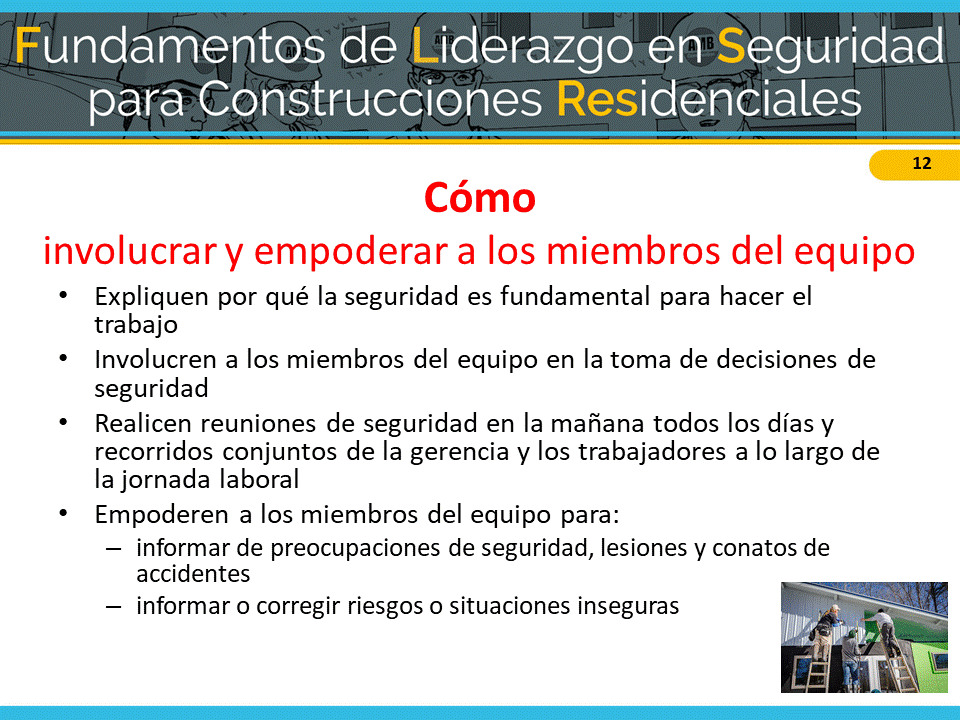 Fundamentos de Liderazgo en Seguridad
para Construcciones Residenciales
12
Cómo
involucrar y empoderar a los miembros del equipo
• Expliquen por qué la seguridad es fundamental para hacer el
trabajo
• Involucren a los miembros del equipo en la toma de decisiones de
seguridad
• Realicen reuniones de seguridad en la mañana todos los días y
recorridos conjuntos de la gerencia y los trabajadores a lo largo de
la jornada laboral
• Empoderen a los miembros del equipo para:
– informar de preocupaciones de seguridad, lesiones y conatos de
accidentes
– informar o corregir riesgos o situaciones inseguras